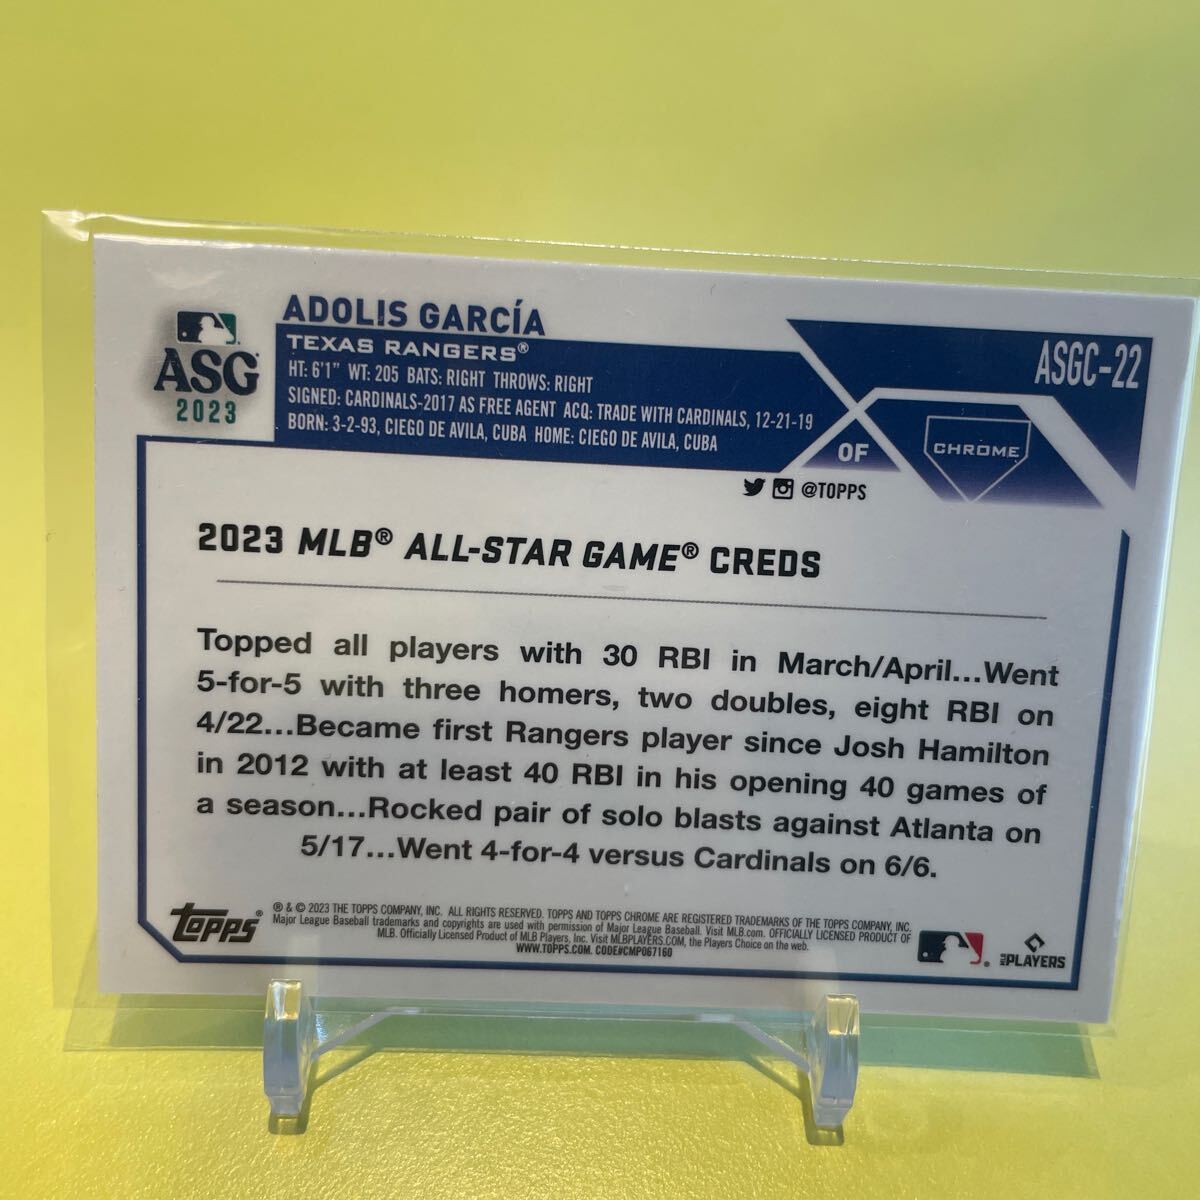 ASG
2023
ADOLIS GARCÍA
TEXAS RANGERS®
HT: 6'1" WT: 205 BATS: RIGHT THROWS: RIGHT
SIGNED: CARDINALS-2017 AS FREE AGENT ACQ: TRADE WITH CARDINALS, 12-21-19
BORN: 3-2-93, CIEGO DE AVILA, CUBA HOME: CIEGO DE AVILA, CUBA
OF
ASGC-22
CHROME
@TOPPS
2023 MLB® ALL-STAR GAME® CREDS
Topped all players with 30 RBI in March/April...Went
5-for-5 with three homers, two doubles, eight RBI on
4/22...Became first Rangers player since Josh Hamilton
in 2012 with at least 40 RBI in his opening 40 games of
a season...Rocked pair of solo blasts against Atlanta on
5/17...Went 4-for-4 versus Cardinals on 6/6.
topps®
® & © 2023 THE TOPPS COMPANY, INC. ALL RIGHTS RESERVED. TOPPS AND TOPPS CHROME ARE REGISTERED TRADEMARKS OF THE TOPPS COMPANY, INC.
Major League Baseball trademarks and copyrights are used with permission of Major League Baseball. Visit MLB.com. OFFICIALLY LICENSED PRODUCT OF
MLB. Officially Licensed Product of MLB Players, Inc. Visit MLBPLAYERS.COM, the Players Choice on the web.
WWW.TOPPS.COM. CODE#CMP067160
MLB PLAYERS